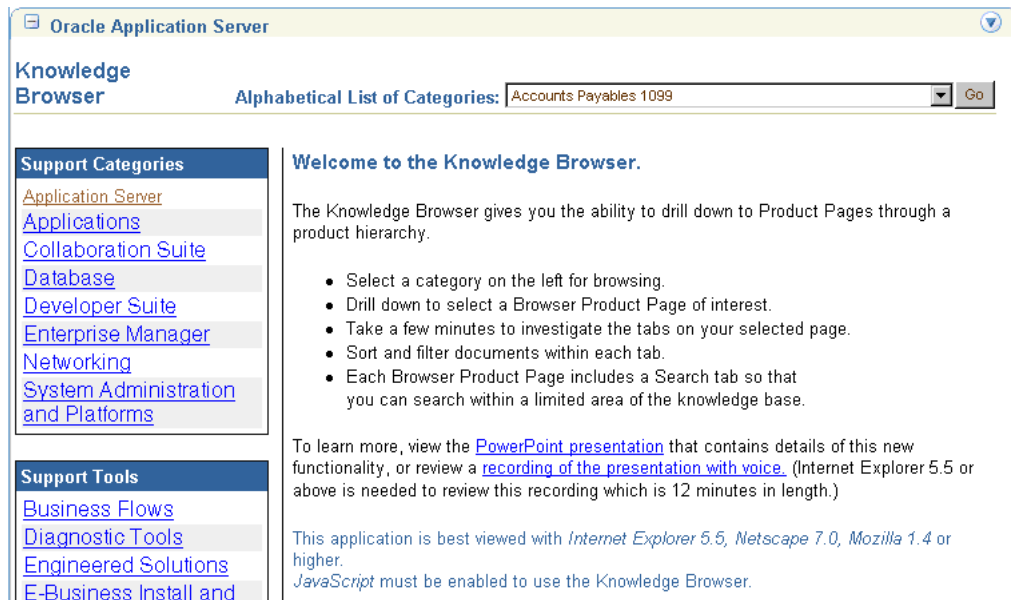 Oracle Application Server
Knowledge
Browser
Alphabetical List of Categories: Accounts Payables 1099 Go
Support Categories
Application Server
Applications
Collaboration Suite
Database
Developer Suite
Enterprise Manager
Networking
System Administration
and Platforms
Support Tools
Business Flows
Diagnostic Tools
Engineered Solutions
E-Business Install and
Welcome to the Knowledge Browser.
The Knowledge Browser gives you the ability to drill down to Product Pages through a
product hierarchy.
• Select a category on the left for browsing.
• Drill down to select a Browser Product Page of interest.
• Take a few minutes to investigate the tabs on your selected page.
• Sort and filter documents within each tab.
• Each Browser Product Page includes a Search tab so that
you can search within a limited area of the knowledge base.
To learn more, view the PowerPoint presentation that contains details of this new
functionality, or review a recording of the presentation with voice. (Internet Explorer 5.5 or
above is needed to review this recording which is 12 minutes in length.)
This application is best viewed with Internet Explorer 5.5, Netscape 7.0, Mozilla 1.4 or
higher.
JavaScript must be enabled to use the Knowledge Browser.